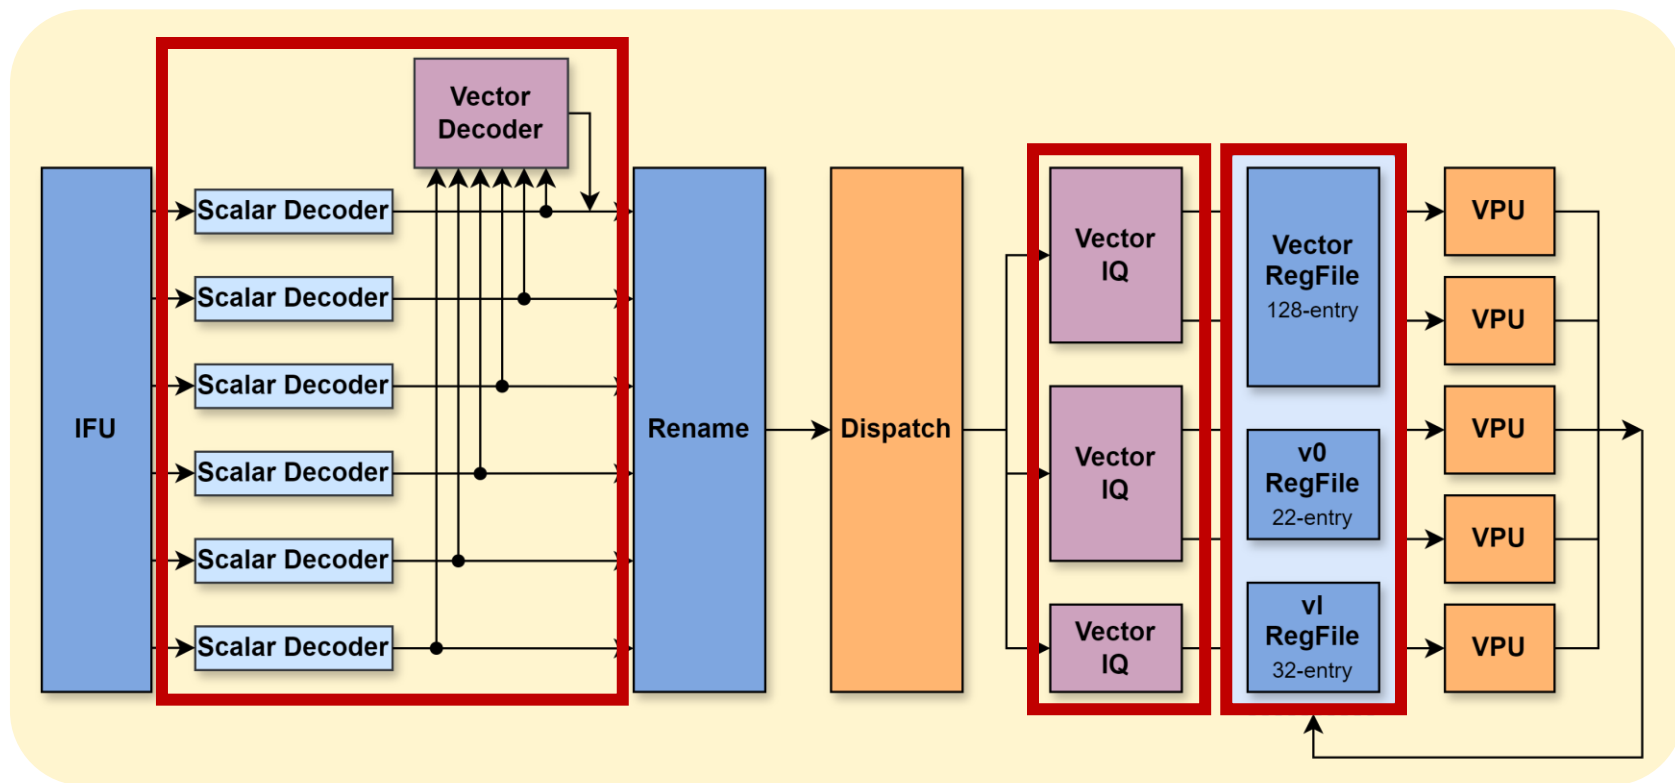 IFU
Vector
Decoder
Scalar Decoder
Scalar Decoder
Scalar Decoder
Scalar Decoder
Scalar Decoder
Scalar Decoder
Rename
Dispatch
Vector
IQ
Vector
IQ
Vector
IQ
Vector
RegFile
128-entry
v0
RegFile
22-entry
vl
RegFile
32-entry
VPU
VPU
VPU
VPU
VPU